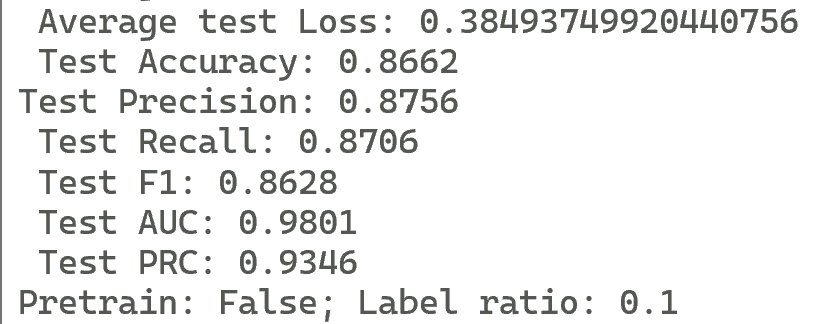 Average test Loss: 0.38493749920440756
Test Accuracy: 0.8662
Test Precision: 0.8756
Test Recall: 0.8706
Test F1: 0.8628
Test AUC: 0.9801
Test PRC: 0.9346
Pretrain: False; Label ratio: 0.1